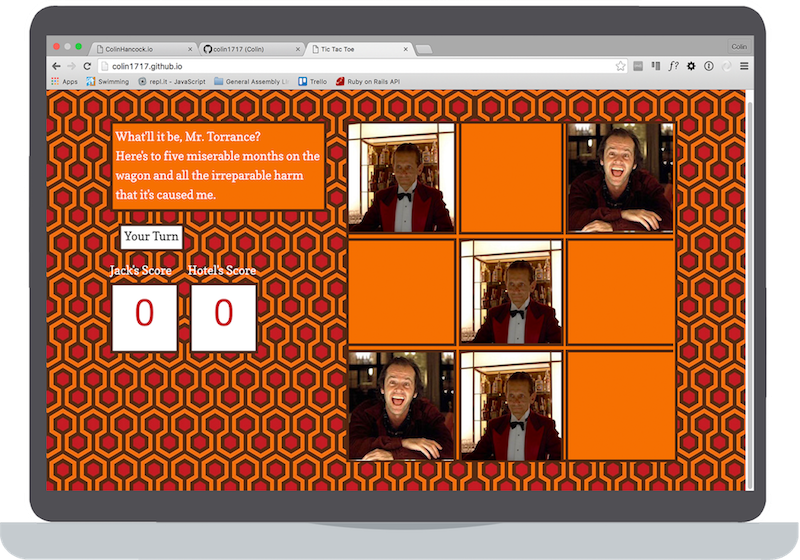 ColinHancock.io
colin1717 (Colin)
Tic Tac Toe
Colin
colin1717.github.io
f?
Apps
Swimming
repl.it - JavaScript
General Assembly
Trello
Ruby on Rails API
What'll it be, Mr. Torrance?
Here's to five miserable months on the
wagon and all the irreparable harm
that it's caused me.
Your Turn
Jack's Score
Hotel's Score
0
0